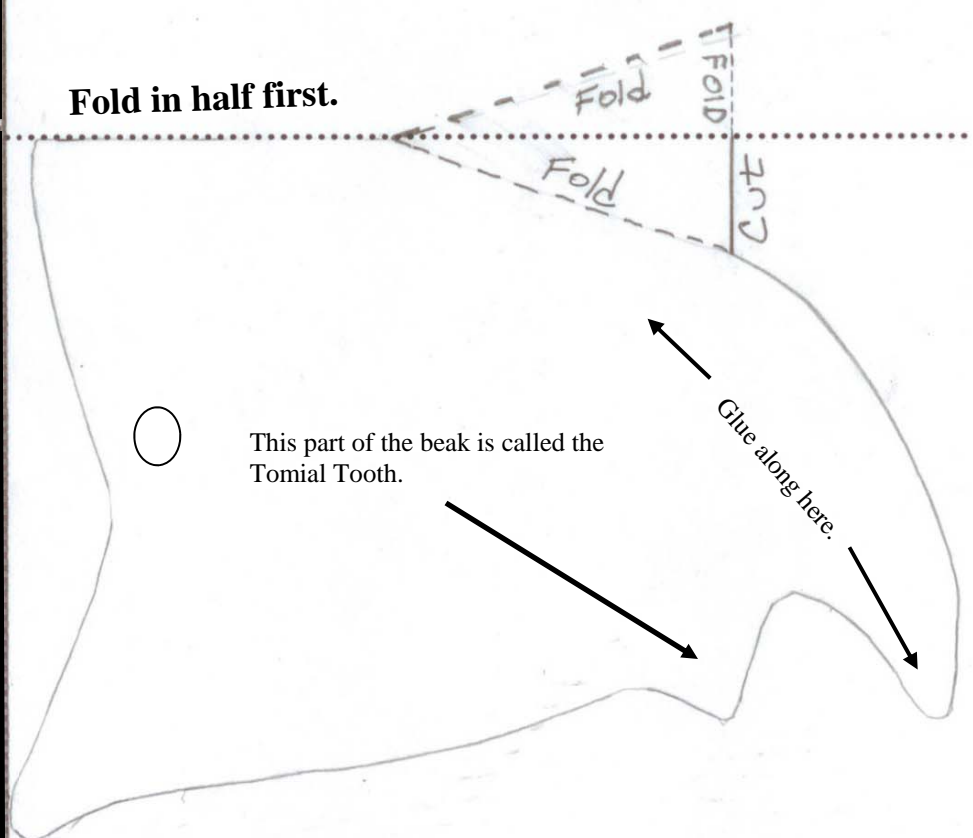 Fold in half first.
Fold
FOLD
Fold
Cut
This part of the beak is called the
Tomial Tooth.
Glue along here.